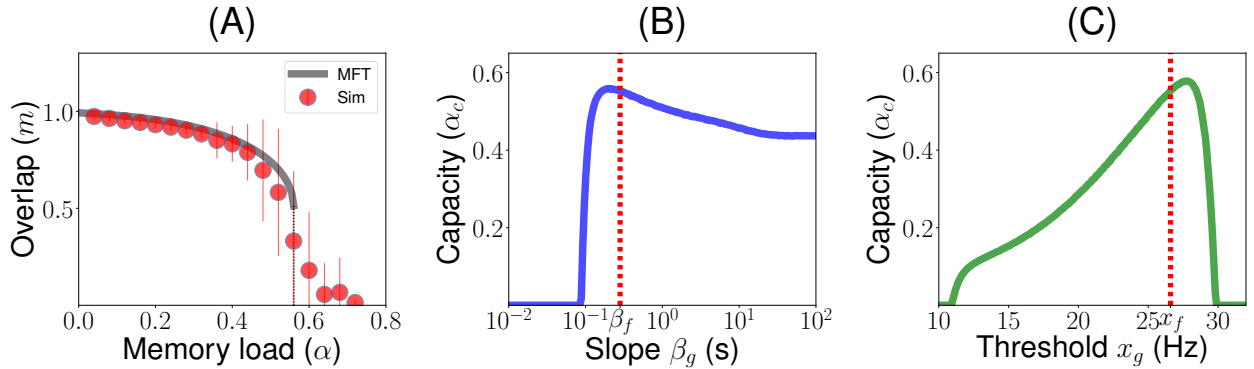 (A)
Overlap (m)
1.0
0.5
MFT
Sim
0.0 0.2 0.4 0.6 0.8
Memory load (α)
(B)
Capacity (α_c)
0.6
0.4
0.2
10^{-2} 10^{-1} β_f 10^0 10^1 10^2
Slope β_g (s)
(C)
Capacity (α_c)
0.6
0.4
0.2
10 15 20 25 x_f 30
Threshold x_g (Hz)